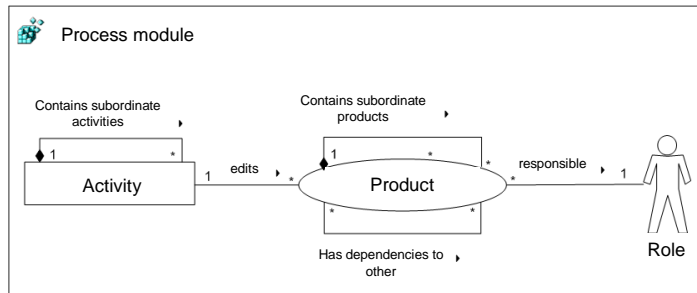 Process module
Contains subordinate
activities
Contains subordinate
products
1
*
1
*
*
Activity
1
edits
*
Product
*
responsible
1
*
*
Has dependencies to
other
*
Role